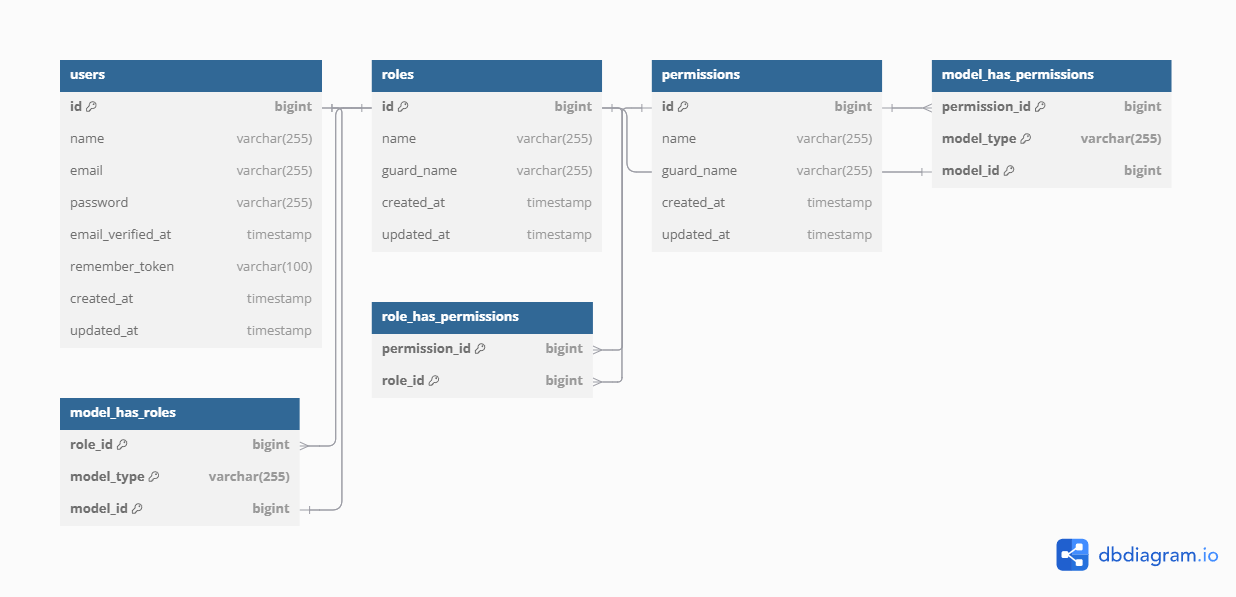 users
id bigint
name varchar(255)
email varchar(255)
password varchar(255)
email_verified_at timestamp
remember_token varchar(100)
created_at timestamp
updated_at timestamp
roles
id bigint
name varchar(255)
guard_name varchar(255)
created_at timestamp
updated_at timestamp
permissions
id bigint
name varchar(255)
guard_name varchar(255)
created_at timestamp
updated_at timestamp
model_has_permissions
permission_id bigint
model_type varchar(255)
model_id bigint
role_has_permissions
permission_id bigint
role_id bigint
model_has_roles
role_id bigint
model_type varchar(255)
model_id bigint
dbdiagram.io